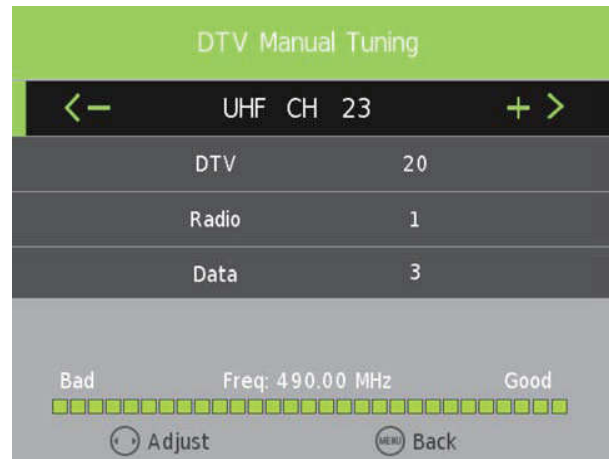 DTV Manual Tuning
<− UHF CH 23 + >
DTV 20
Radio 1
Data 3
Bad Freq: 490.00 MHz Good
Adjust MENU Back